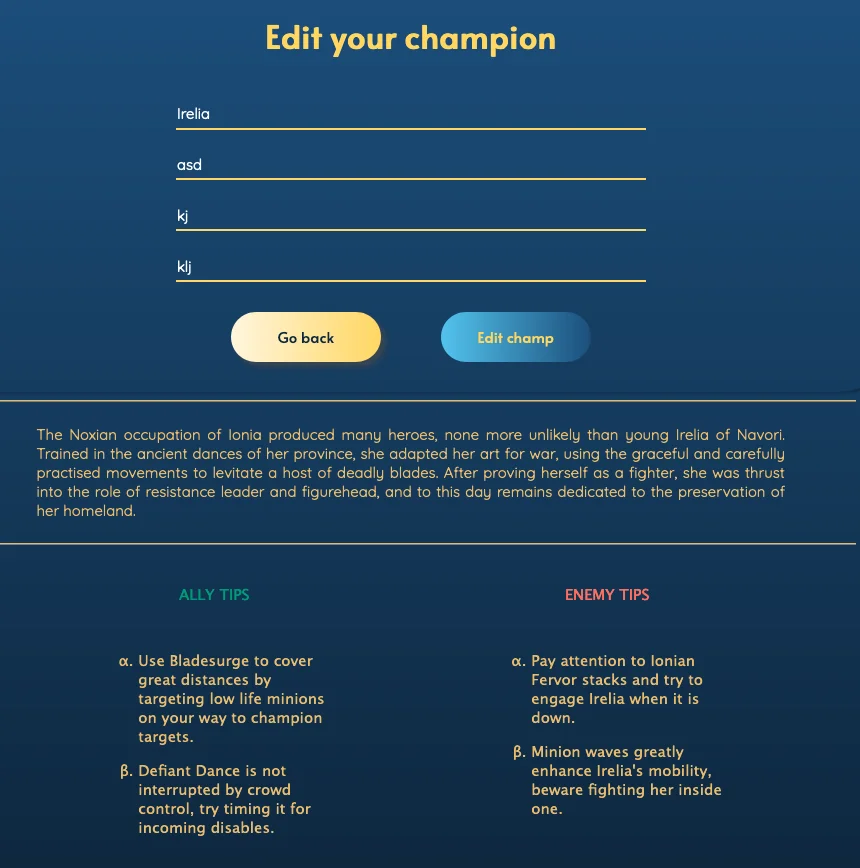 Edit your champion
Irelia
asd
kj
klj
Go back
Edit champ
The Noxian occupation of Ionia produced many heroes, none more unlikely than young Irelia of Navori.
Trained in the ancient dances of her province, she adapted her art for war, using the graceful and carefully
practised movements to levitate a host of deadly blades. After proving herself as a fighter, she was thrust
into the role of resistance leader and figurehead, and to this day remains dedicated to the preservation of
her homeland.
ALLY TIPS
α. Use Bladesurge to cover
great distances by
targeting low life minions
on your way to champion
targets.
β. Defiant Dance is not
interrupted by crowd
control, try timing it for
incoming disables.
ENEMY TIPS
α. Pay attention to Ionian
Fervor stacks and try to
engage Irelia when it is
down.
β. Minion waves greatly
enhance Irelia's mobility,
beware fighting her inside
one.